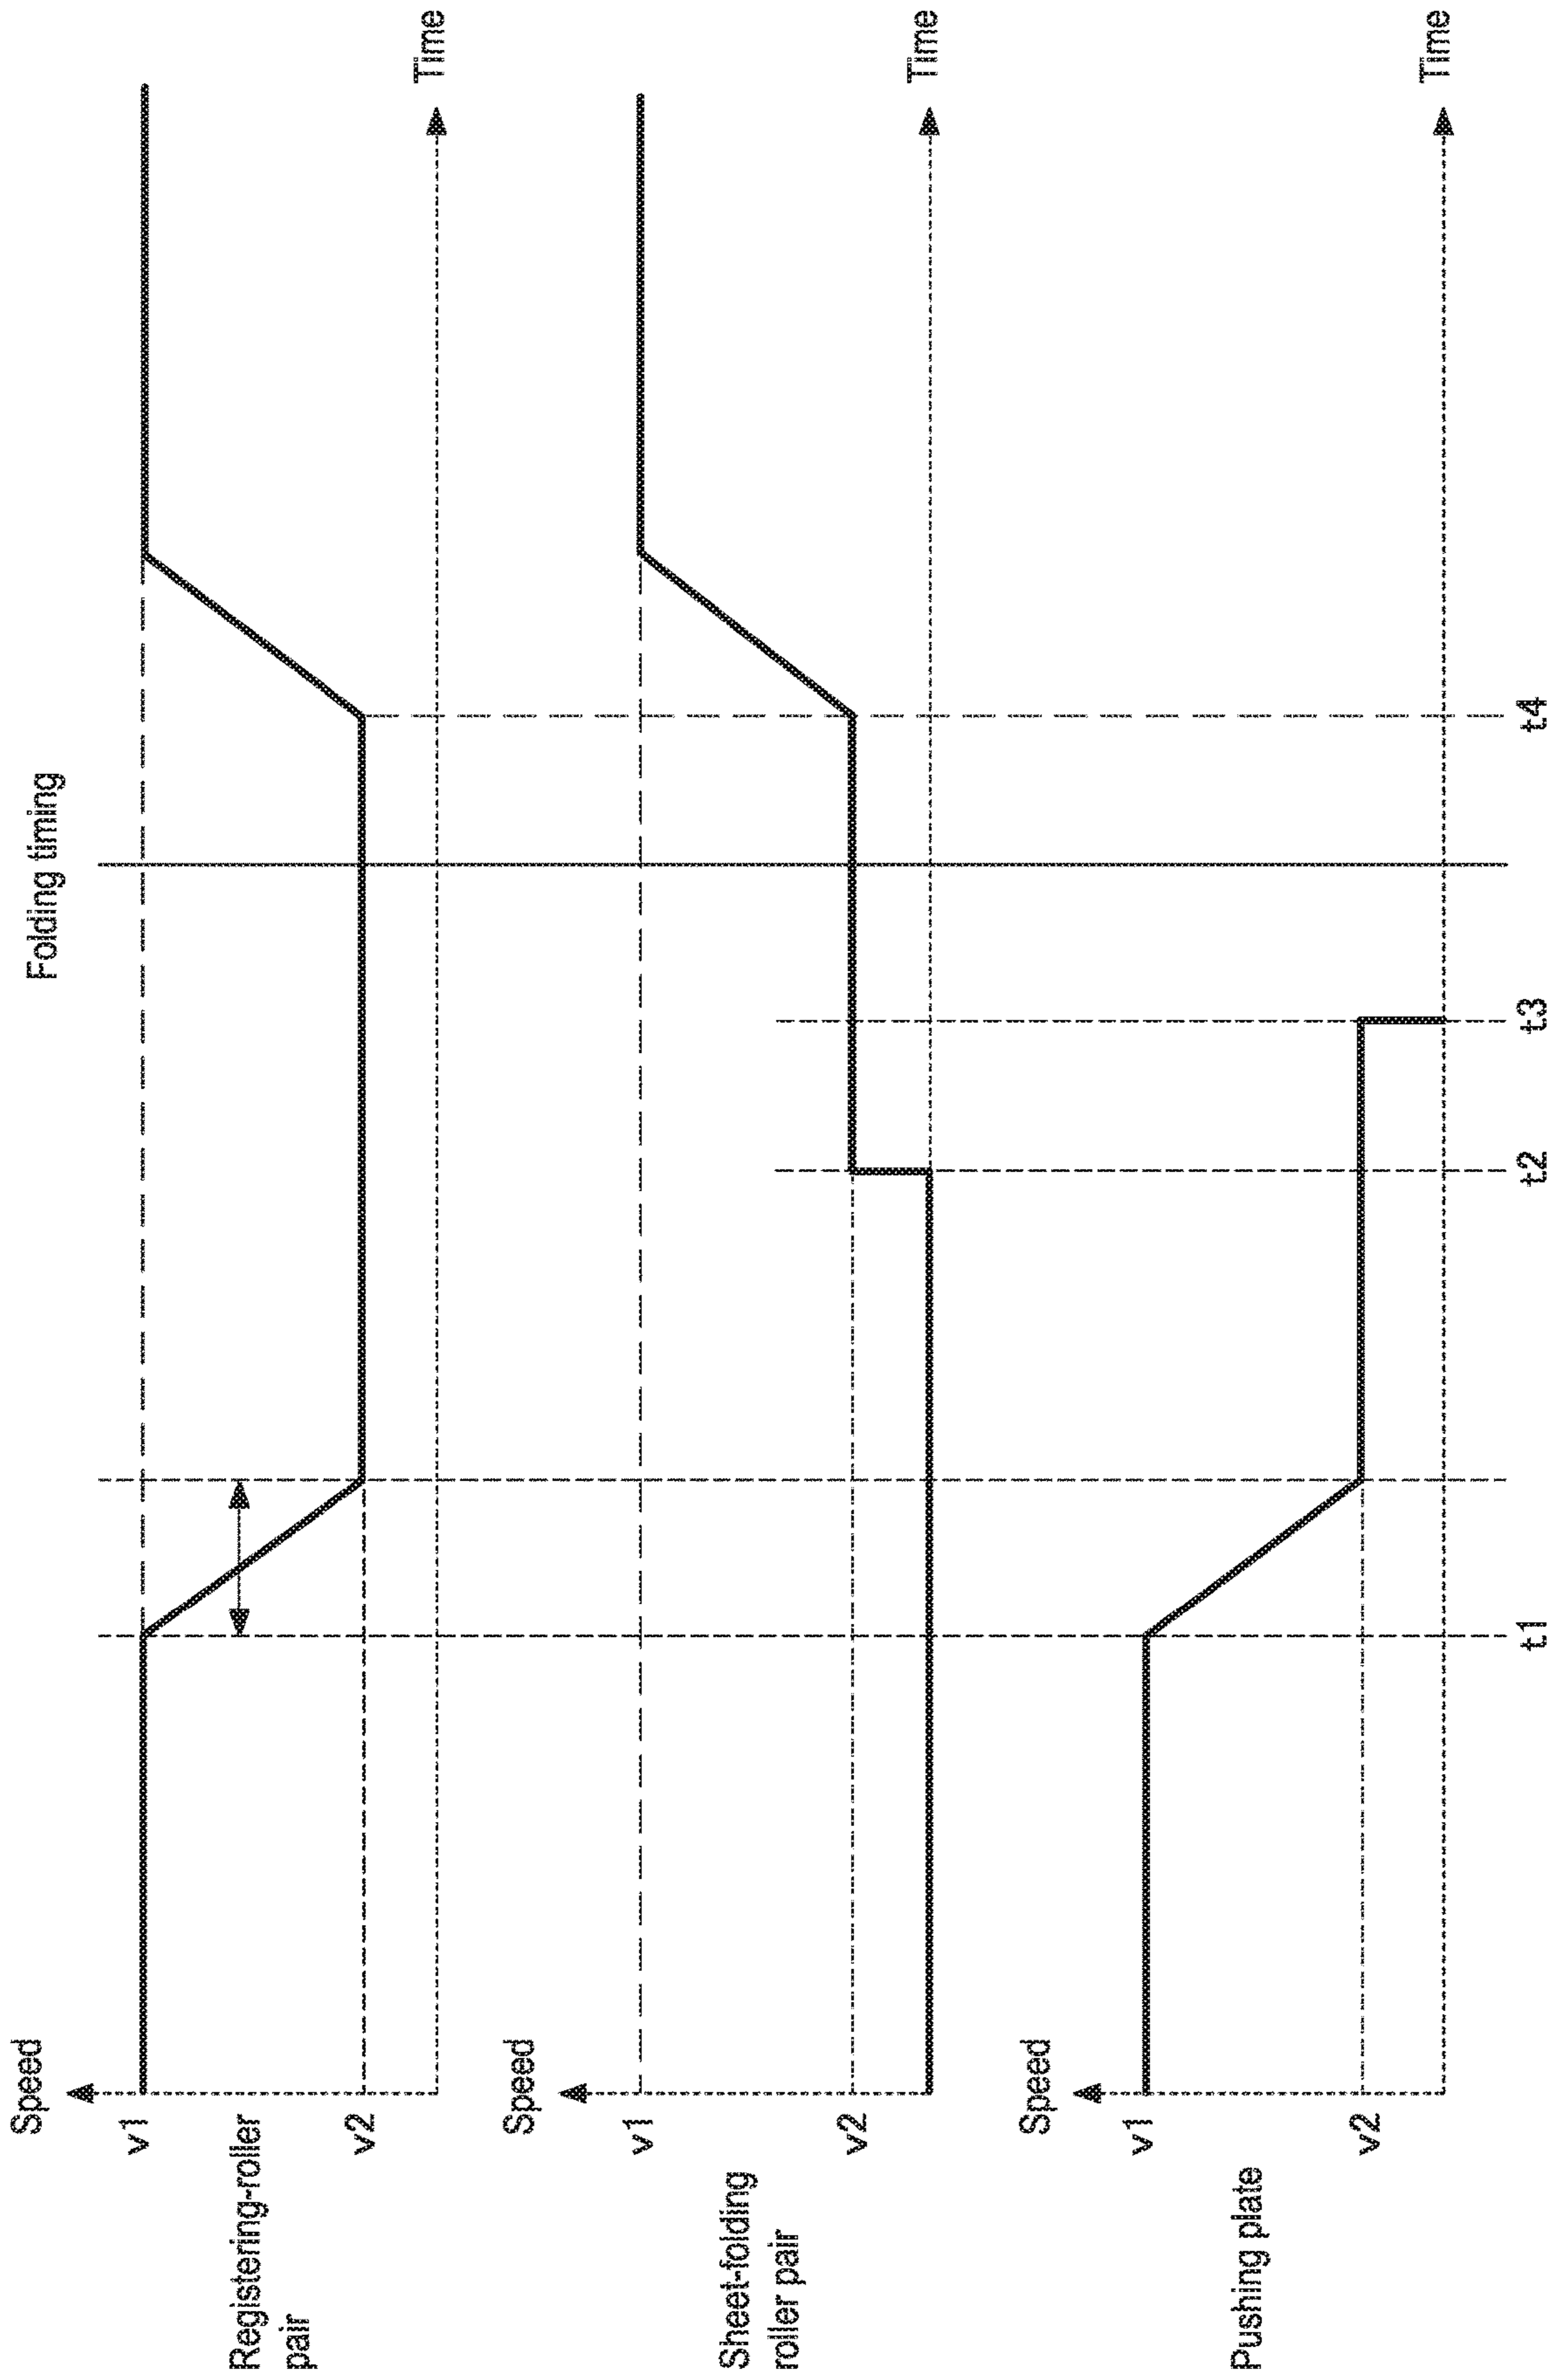 Folding timing
Speed
v1
Registering-roller
pair
v2
Time
Speed
v1
Sheet-folding
roller pair
v2
Time
Speed
v1
Pushing plate
v2
Time
t1
t2
t3
t4